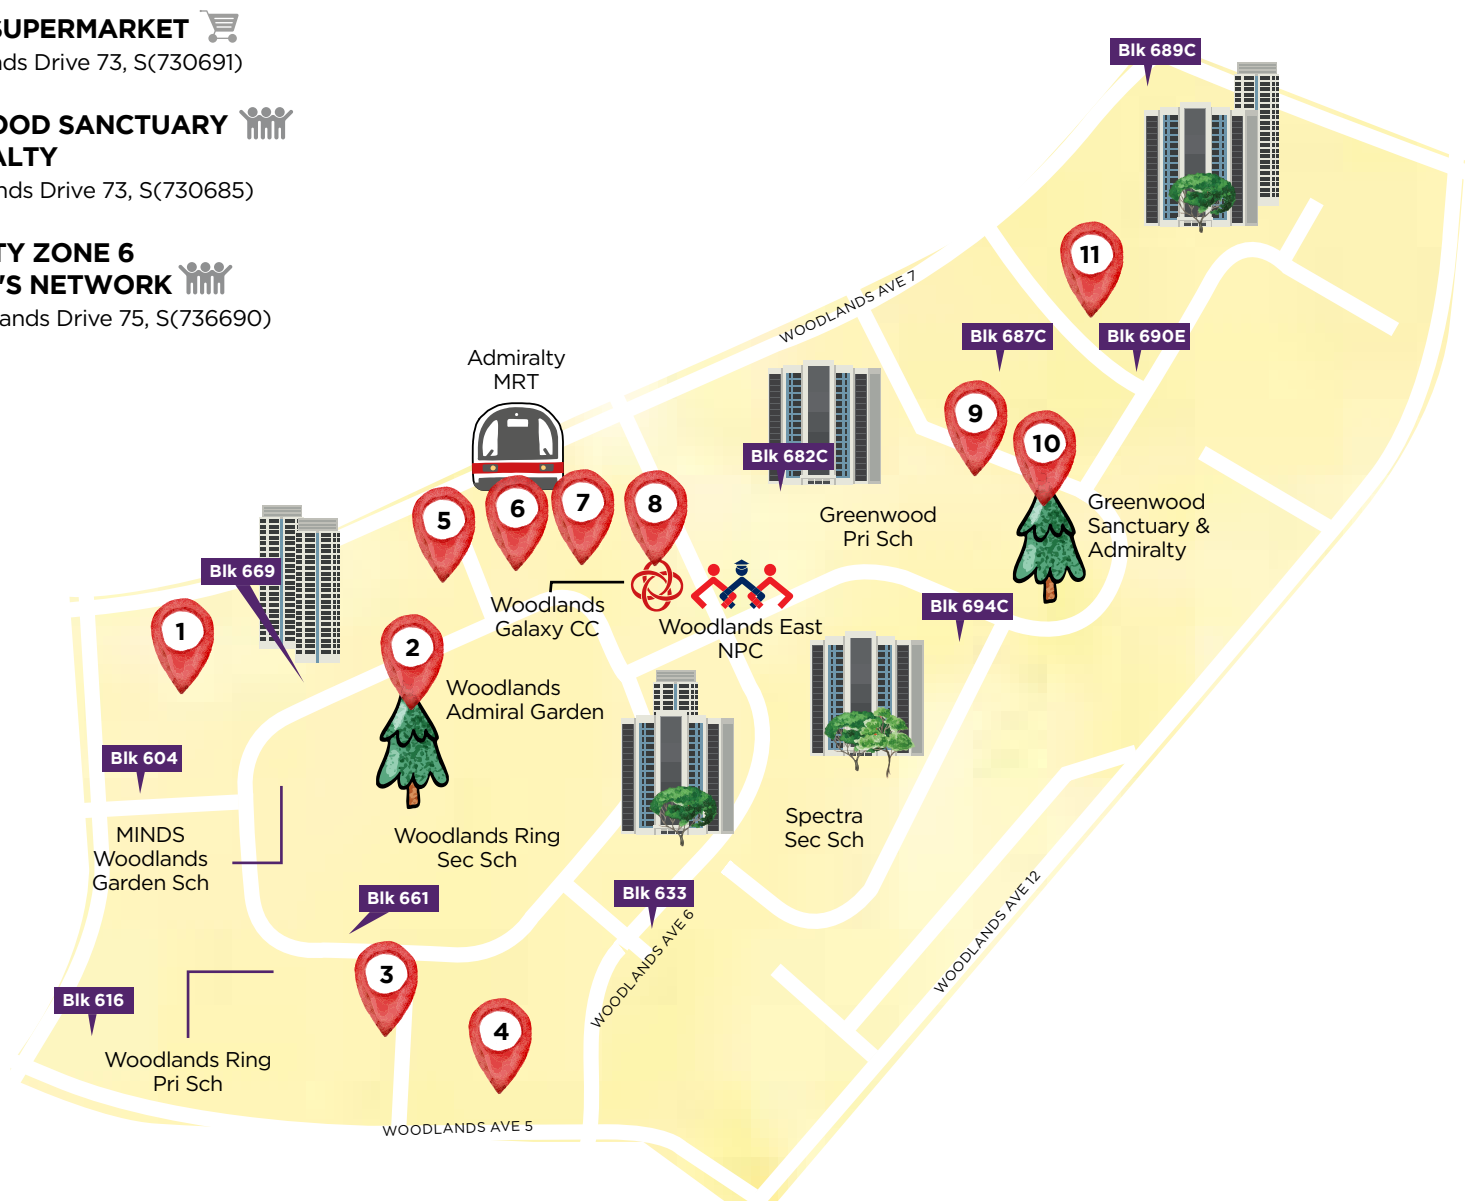 SUPERMARKET
ds Drive 73, S(730691)
OOD SANCTUARY
ALTY
nds Drive 73, S(730685)
TY ZONE 6
'S NETWORK
ands Drive 75, S(736690)
Blk 689C
11
WOODLANDS AVE 7
Blk 687C
Blk 690E
Admiralty
MRT
9
10
Blk 682C
5
6
7
8
Greenwood
Pri Sch
Greenwood
Sanctuary &
Admiralty
Blk 669
1
Woodlands
Galaxy CC
Woodlands East
NPC
Blk 694C
2
Woodlands
Admiral Garden
Blk 604
MINDS
Woodlands
Garden Sch
Woodlands Ring
Sec Sch
Spectra
Sec Sch
Blk 661
Blk 633
WOODLANDS AVE 6
WOODLANDS AVE 12
3
Blk 616
4
Woodlands Ring
Pri Sch
WOODLANDS AVE 5